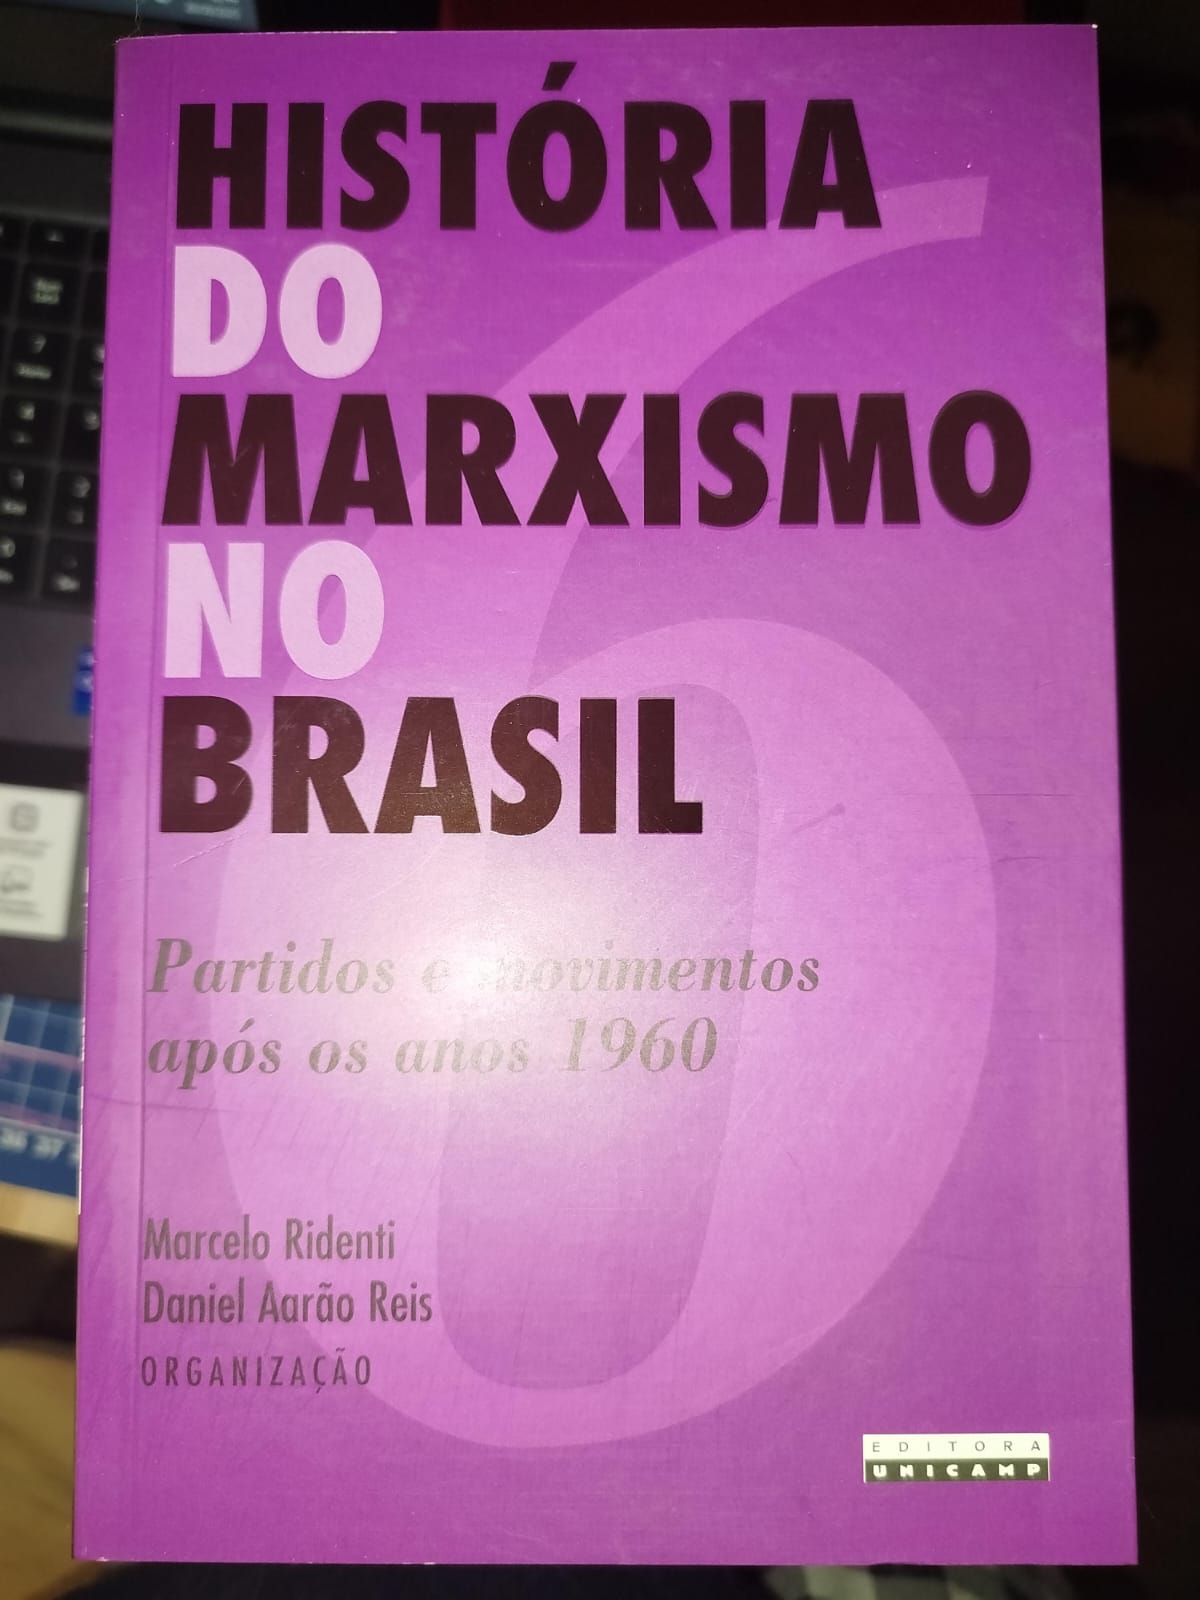 HISTÓRIA
DO
MARXISMO
NO
BRASIL
Partidos e movimentos
após os anos 1960
Marcelo Ridenti
Daniel Aarão Reis
ORGANIZAÇÃO
EDITORA
UNICAMP
6